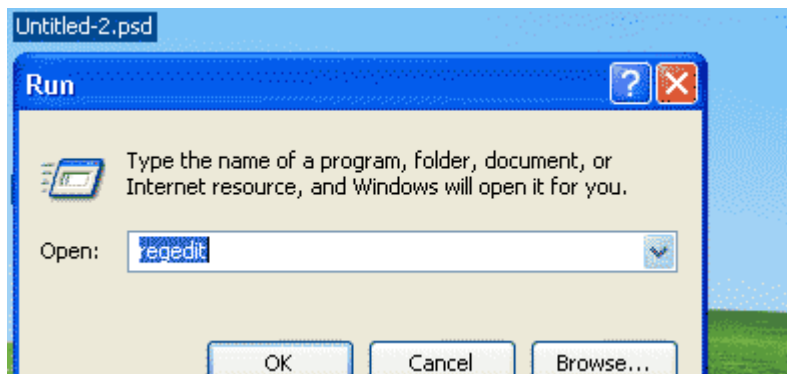 Untitled-2.psd
Run
Type the name of a program, folder, document, or
Internet resource, and Windows will open it for you.
Open: regedit
OK Cancel Browse...